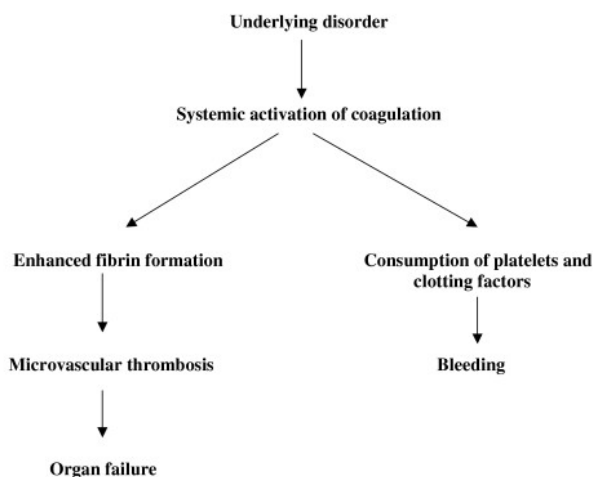 Underlying disorder
Systemic activation of coagulation
Enhanced fibrin formation
Consumption of platelets and
clotting factors
Microvascular thrombosis
Bleeding
Organ failure